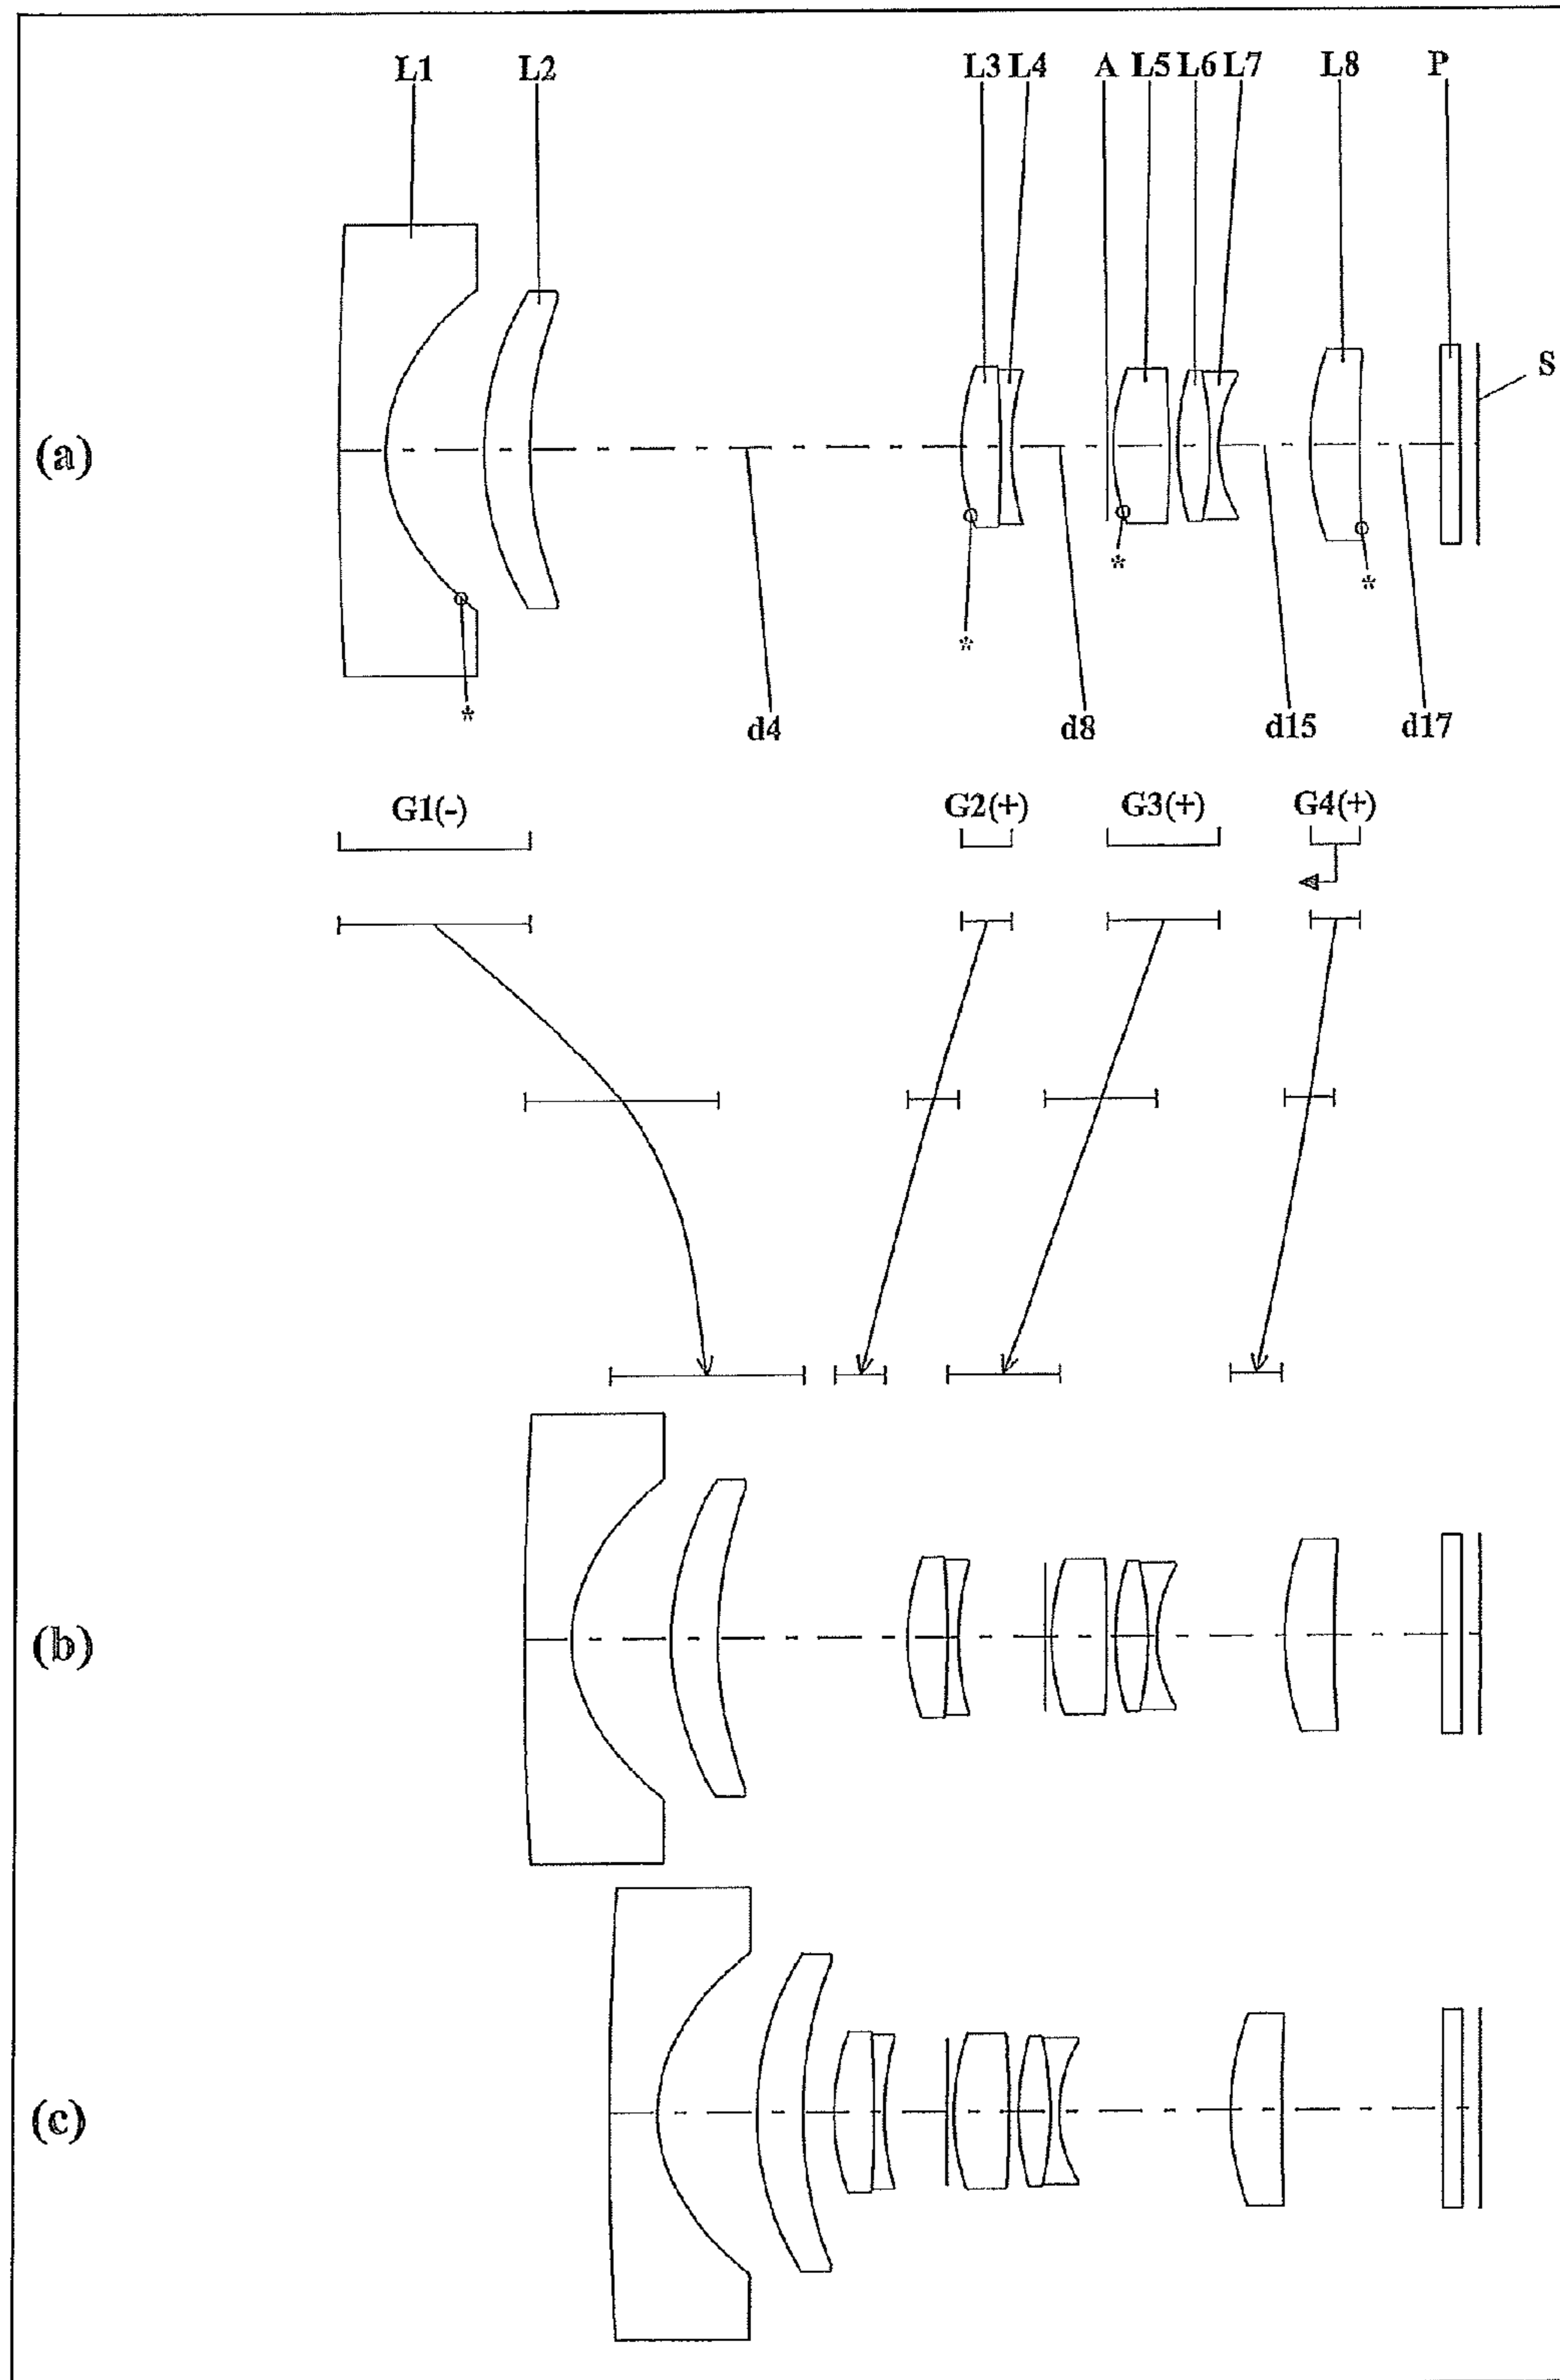 L1 L2 L3 L4 A L5 L6 L7 L8 P
S
(a)
*
*
*
*
d4 d8 d15 d17
G1(-) G2(+) G3(+) G4(+)
(b)
(c)